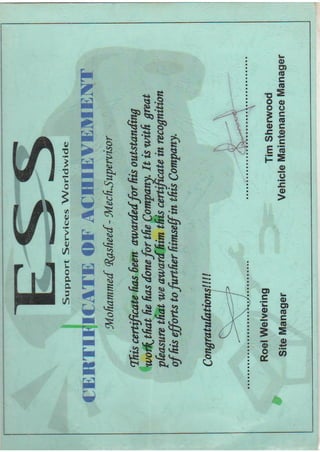 ESS
Support Services Worldwide
CERTIFICATE OF ACHIEVEMENT
Mohammad Rasheed - Mech.Supervisor
This certificate has been awarded for his outstanding
work that he has done for the Company. It is with great
pleasure that we award him this certificate in recognition
of his efforts to further himself in this Company.
Congratulations!!!!
Roel Welvering
Site Manager
Tim Sherwood
Vehicle Maintenance Manager